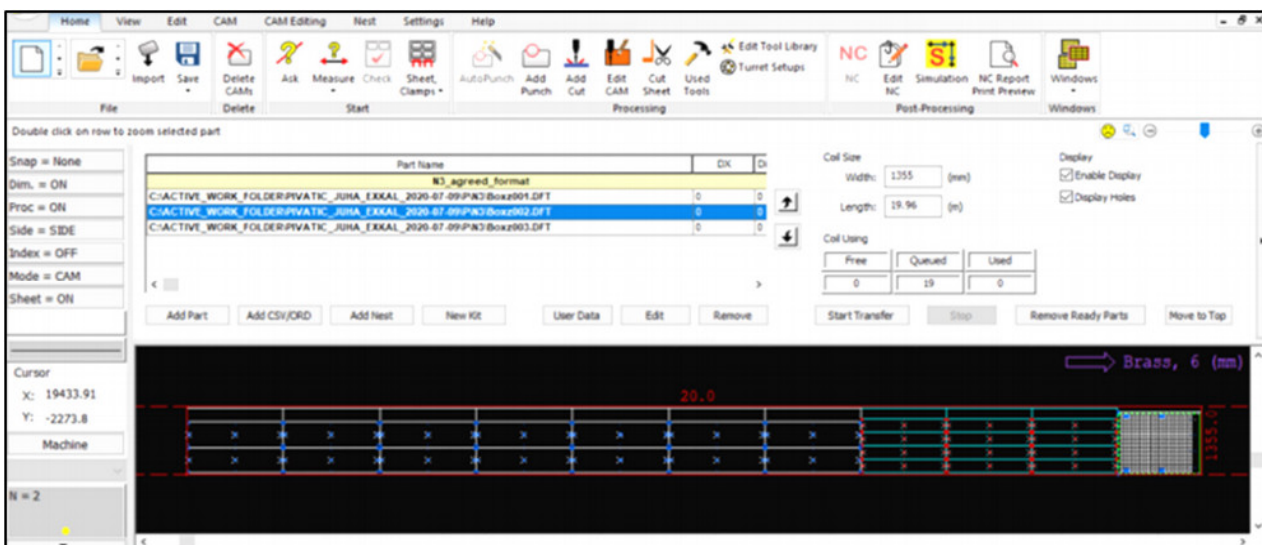 Home View Edit CAM CAM Editing Nest Settings Help
Import Save Delete CAMs Ask Measure Check Sheet, Clamps AutoPunch Add Punch Add Cut Edit CAM Cut Sheet Used Tools Edit Tool Library Turret Setups NC NC Edit NC Simulation NC Report Print Preview Windows
File Delete Start Processing Post-Processing Windows
Double click on row to zoom selected part
Snap = None
Dim. = ON
Proc = ON
Side = SIDE
Index = OFF
Mode = CAM
Sheet = ON
Part Name DX
N3_agreed_format
C:\ACTIVE_WORK_FOLDER\PIVATIC_JUHA_EXKAL_2020-07-09\P\N3\Boxz001.DFT 0 0
C:\ACTIVE_WORK_FOLDER\PIVATIC_JUHA_EXKAL_2020-07-09\P\N3\Boxz002.DFT 0 0
C:\ACTIVE_WORK_FOLDER\PIVATIC_JUHA_EXKAL_2020-07-09\P\N3\Boxz003.DFT 0 0
Coil Size
Width: 1355 (mm)
Length: 19.96 (m)
Coil Using
Free Queued Used
0 19 0
Display
Enable Display
Display Holes
Add Part Add CSV/ORD Add Nest New Kit User Data Edit Remove Start Transfer Stop Remove Ready Parts Move to Top
Cursor
X: 19433.91
Y: -2273.8
Machine
N = 2
Brass, 6 (mm)
20.0
1355.0